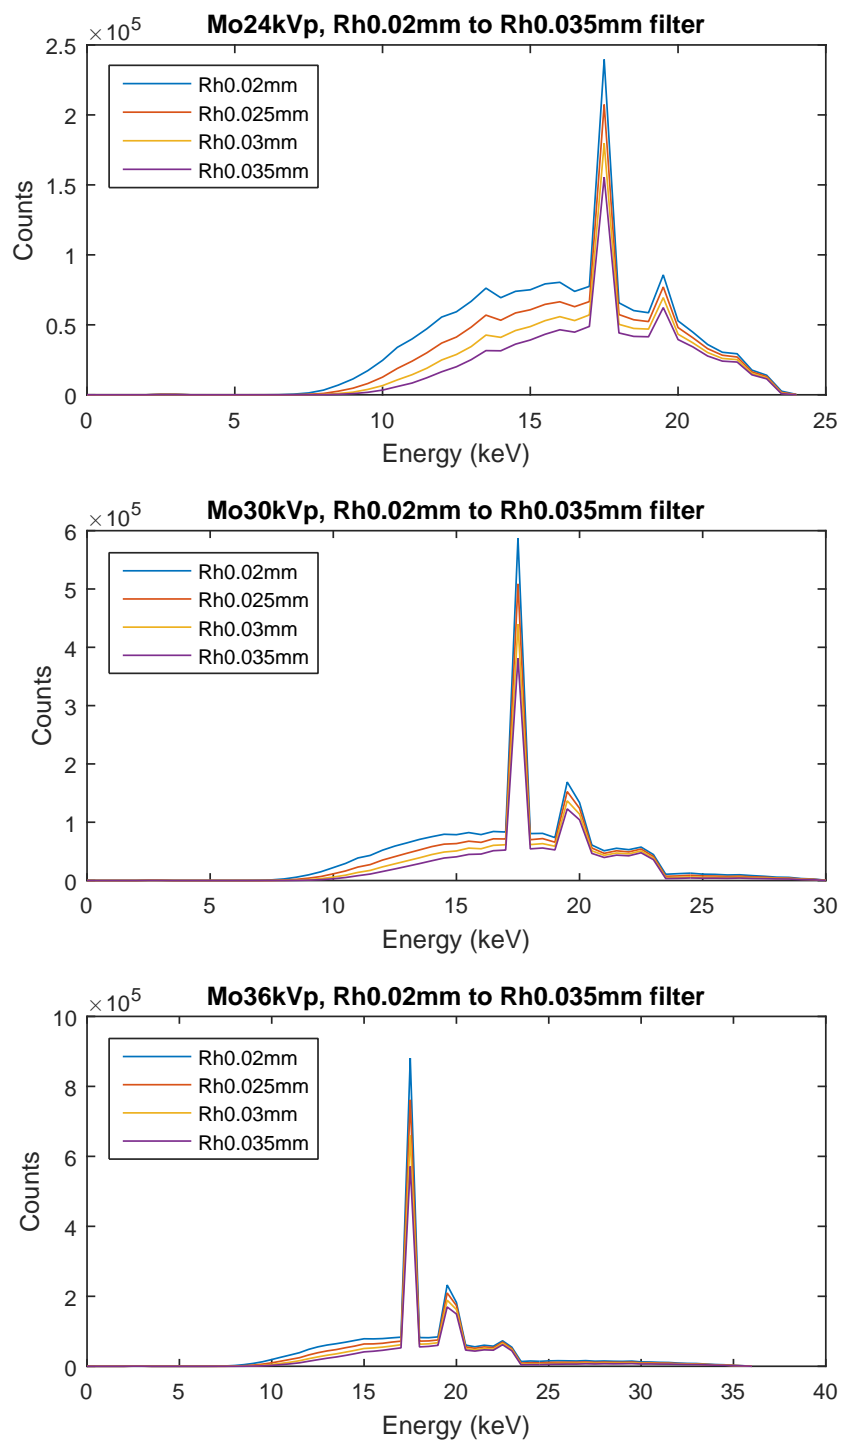 Mo24kVp, Rh0.02mm to Rh0.035mm filter
×10^5
2.5
2
1.5
1
0.5
0
Counts
Rh0.02mm
Rh0.025mm
Rh0.03mm
Rh0.035mm
0 5 10 15 20 25
Energy (keV)
Mo30kVp, Rh0.02mm to Rh0.035mm filter
×10^5
6
5
4
3
2
1
0
Counts
Rh0.02mm
Rh0.025mm
Rh0.03mm
Rh0.035mm
0 5 10 15 20 25 30
Energy (keV)
Mo36kVp, Rh0.02mm to Rh0.035mm filter
×10^5
10
8
6
4
2
0
Counts
Rh0.02mm
Rh0.025mm
Rh0.03mm
Rh0.035mm
0 5 10 15 20 25 30 35 40
Energy (keV)